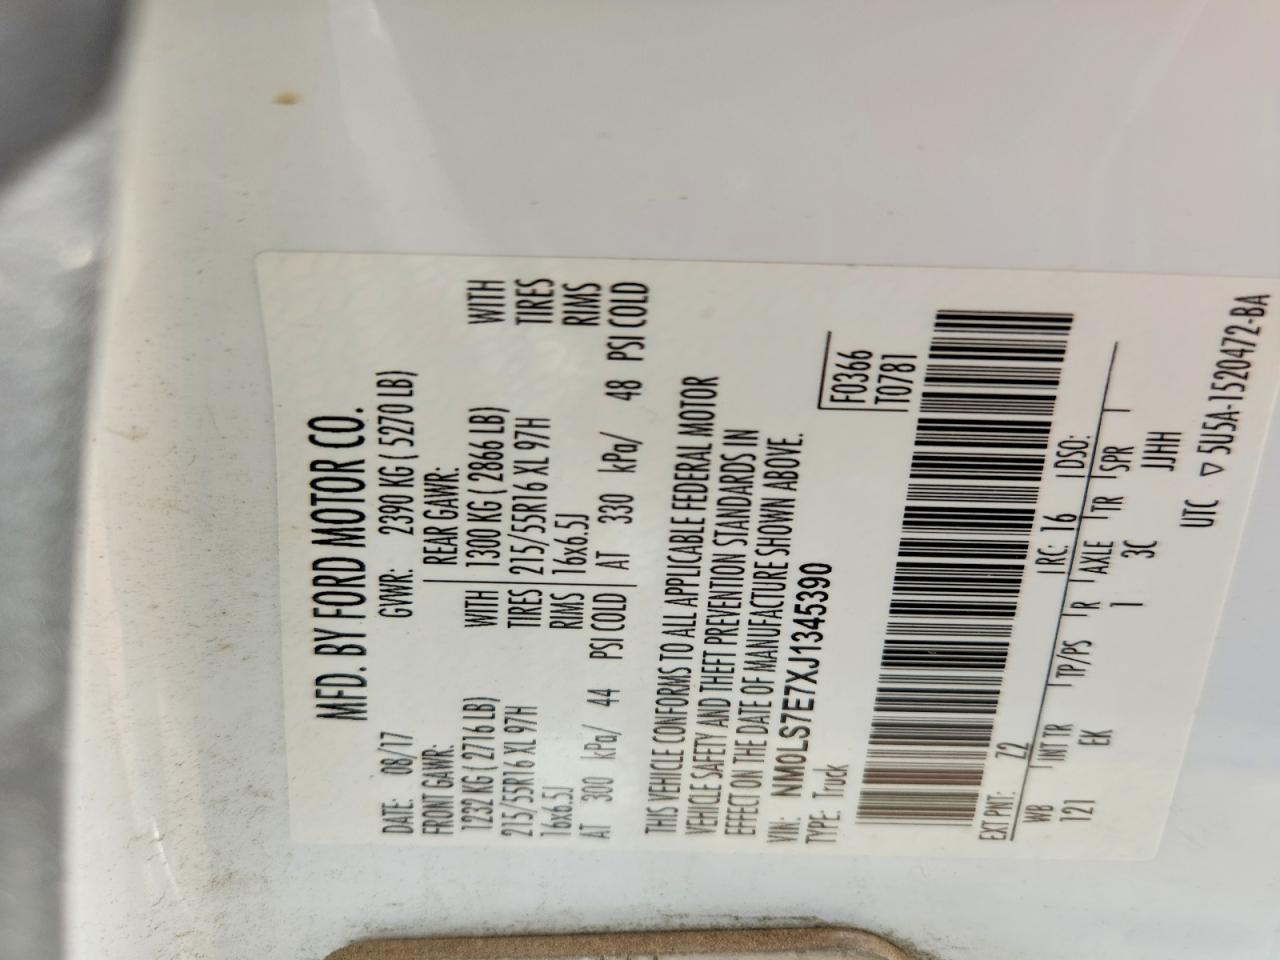 MFD. BY FORD MOTOR CO.
DATE: 08/17 GVWR: 2390 KG ( 5270 LB)
FRONT GAWR: REAR GAWR:
1232 KG ( 2716 LB) WITH 1300 KG ( 2866 LB) WITH
215/55R16 XL 97H TIRES 215/55R16 XL 97H TIRES
16x6.5J RIMS 16x6.5J RIMS
AT 300 kPa/ 44 PSI COLD AT 330 kPa/ 48 PSI COLD
THIS VEHICLE CONFORMS TO ALL APPLICABLE FEDERAL MOTOR
VEHICLE SAFETY AND THEFT PREVENTION STANDARDS IN
EFFECT ON THE DATE OF MANUFACTURE SHOWN ABOVE.
VIN: NM0LS7E7XJ1345390
TYPE: Truck
F0366
T0781
EXT PNT: Z2 RC: 16 DSO:
WB INT TR TP/PS R AXLE TR SPR
121 EK 1 3C JJHH
UTC ▽ 5U5A-1520472-BA